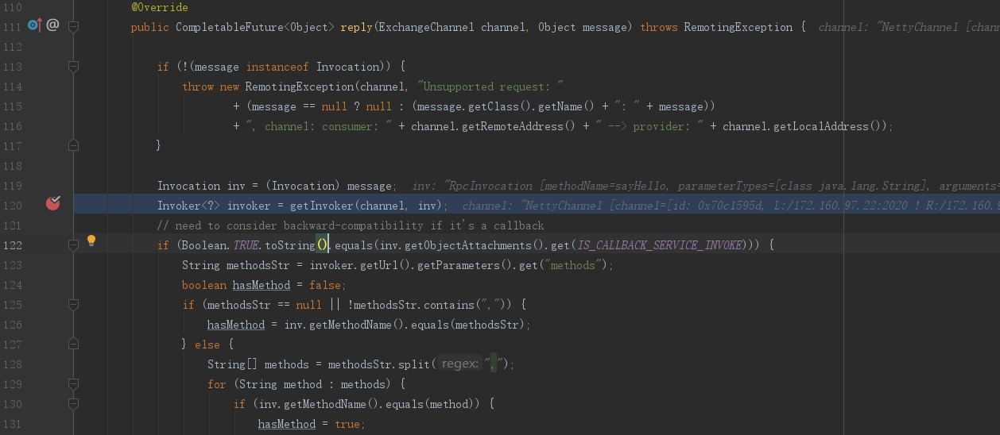 110 @Override
111 @ public CompletableFuture<Object> reply(ExchangeChannel channel, Object message) throws RemotingException {  channel: "NettyChannel [chann
112
113 if (!(message instanceof Invocation)) {
114 throw new RemotingException(channel, "Unsupported request: "
115 + (message == null ? null : (message.getClass().getName() + ": " + message))
116 + ", channel: consumer: " + channel.getRemoteAddress() + " --> provider: " + channel.getLocalAddress());
117 }
118
119 Invocation inv = (Invocation) message;  inv: "RpcInvocation [methodName=sayHello, parameterTypes=[class java.lang.String], arguments=
120 Invoker<?> invoker = getInvoker(channel, inv);  channel: "NettyChannel [channel=[id: 0x70c1595d, L:/172.160.97.22:2020 ! R:/172.160.9
121 // need to consider backward-compatibility if it's a callback
122 if (Boolean.TRUE.toString().equals(inv.getObjectAttachments().get(IS_CALLBACK_SERVICE_INVOKE))) {
123 String methodsStr = invoker.getUrl().getParameters().get("methods");
124 boolean hasMethod = false;
125 if (methodsStr == null || !methodsStr.contains(",")) {
126 hasMethod = inv.getMethodName().equals(methodsStr);
127 } else {
128 String[] methods = methodsStr.split( regex: ",");
129 for (String method : methods) {
130 if (inv.getMethodName().equals(method)) {
131 hasMethod = true;